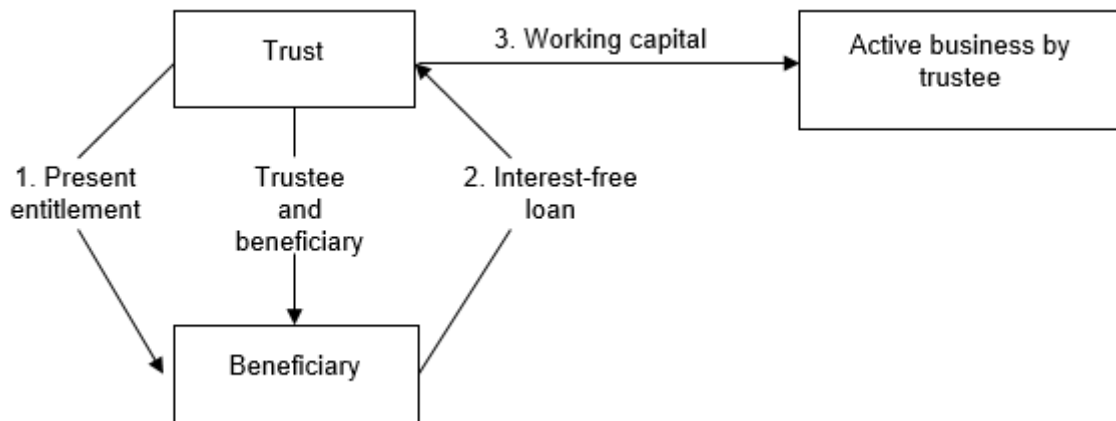 Trust
3. Working capital
Active business by
trustee
1. Present
entitlement
Trustee
and
beneficiary
2. Interest-free
loan
Beneficiary